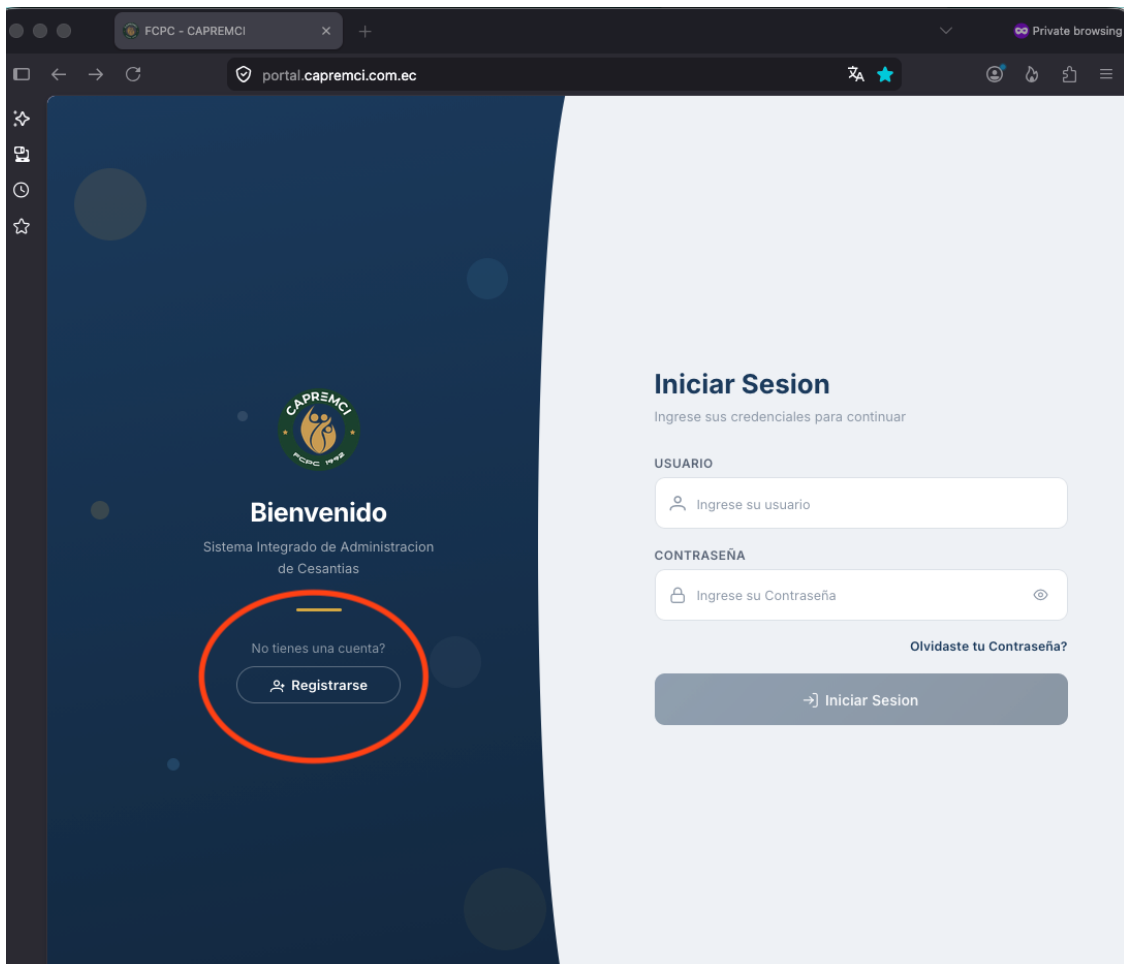 FCPC - CAPREMCI
Private browsing
portal.capremci.com.ec
CAPREMCI
FCPC 1992
Bienvenido
Sistema Integrado de Administracion
de Cesantias
No tienes una cuenta?
Registrarse
Iniciar Sesion
Ingrese sus credenciales para continuar
USUARIO
Ingrese su usuario
CONTRASEÑA
Ingrese su Contraseña
Olvidaste tu Contraseña?
Iniciar Sesion